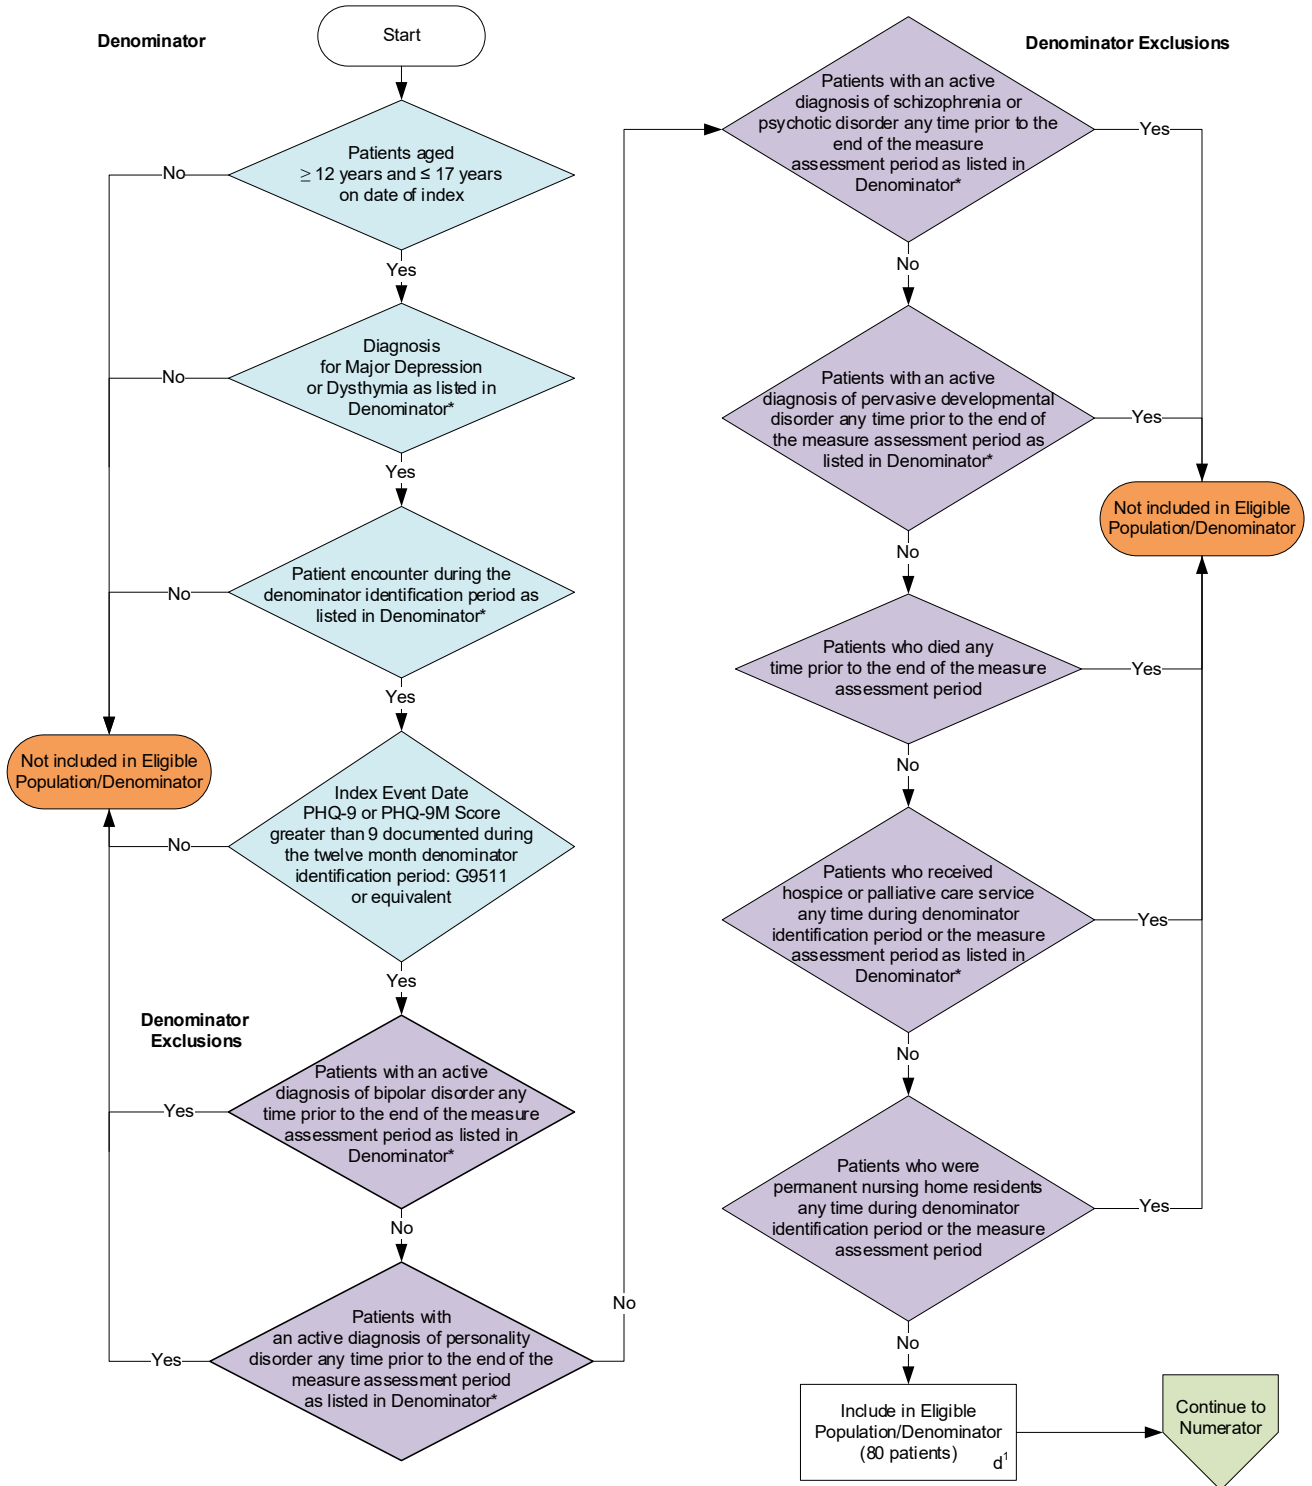 Denominator
Start
Patients aged
≥ 12 years and ≤ 17 years
on date of index
No
Yes
Diagnosis
for Major Depression
or Dysthymia as listed in
Denominator*
No
Yes
Patient encounter during the
denominator identification period as
listed in Denominator*
No
Yes
Not included in Eligible
Population/Denominator
Index Event Date
PHQ-9 or PHQ-9M Score
greater than 9 documented during
the twelve month denominator
identification period: G9511
or equivalent
No
Yes
Denominator
Exclusions
Patients with an active
diagnosis of bipolar disorder any
time prior to the end of the measure
assessment period as listed in
Denominator*
Yes
No
Patients with
an active diagnosis of personality
disorder any time prior to the end of the
measure assessment period
as listed in Denominator*
Yes
No
Denominator Exclusions
Patients with an active
diagnosis of schizophrenia or
psychotic disorder any time prior to the
end of the measure
assessment period as listed in
Denominator*
Yes
No
Patients with an active
diagnosis of pervasive developmental
disorder any time prior to the end of
the measure assessment period as
listed in Denominator*
Yes
No
Not included in Eligible
Population/Denominator
Patients who died any
time prior to the end of the measure
assessment period
Yes
No
Patients who received
hospice or palliative care service
any time during denominator
identification period or the measure
assessment period as listed in
Denominator*
Yes
No
Patients who were
permanent nursing home residents
any time during denominator
identification period or the measure
assessment period
Yes
No
Include in Eligible
Population/Denominator
(80 patients)
d¹
Continue to
Numerator